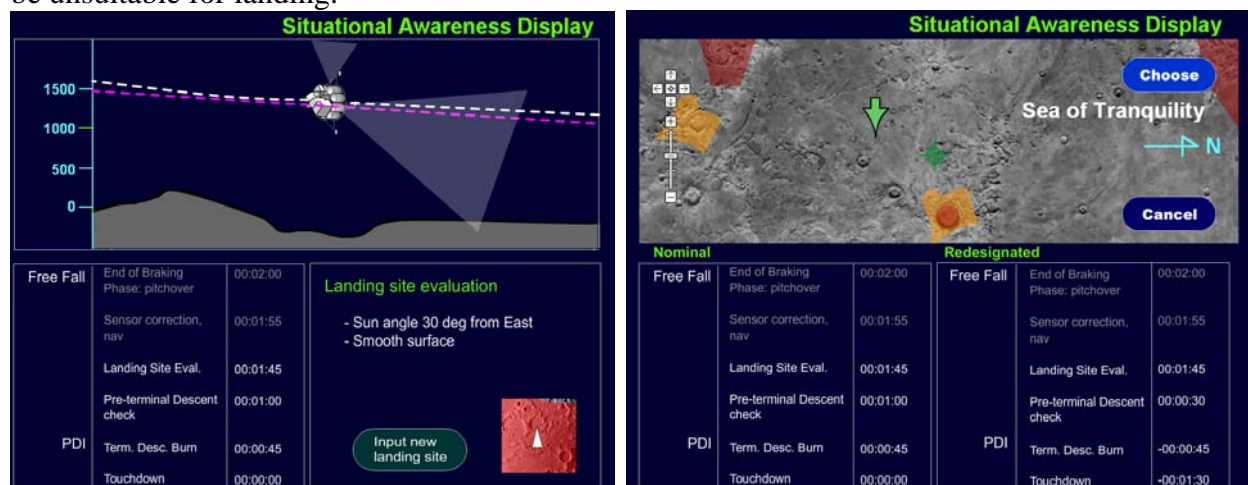 be unsuitable for landing.
Situational Awareness Display
1500
1000
500
0
Free Fall
End of Braking
Phase: pitchover
00:02:00
Sensor correction,
nav
00:01:55
Landing Site Eval.
00:01:45
Pre-terminal Descent
check
00:01:00
PDI
Term. Desc. Burn
00:00:45
Touchdown
00:00:00
Landing site evaluation
- Sun angle 30 deg from East
- Smooth surface
Input new
landing site
Situational Awareness Display
Choose
Sea of Tranquility
N
Cancel
Nominal
Free Fall
End of Braking
Phase: pitchover
00:02:00
Sensor correction,
nav
00:01:55
Landing Site Eval.
00:01:45
Pre-terminal Descent
check
00:01:00
PDI
Term. Desc. Burn
00:00:45
Touchdown
00:00:00
Redesignated
Free Fall
End of Braking
Phase: pitchover
00:02:00
Sensor correction,
nav
00:01:55
Landing Site Eval.
00:01:45
Pre-terminal Descent
check
00:00:30
PDI
Term. Desc. Burn
-00:00:45
Touchdown
-00:01:30